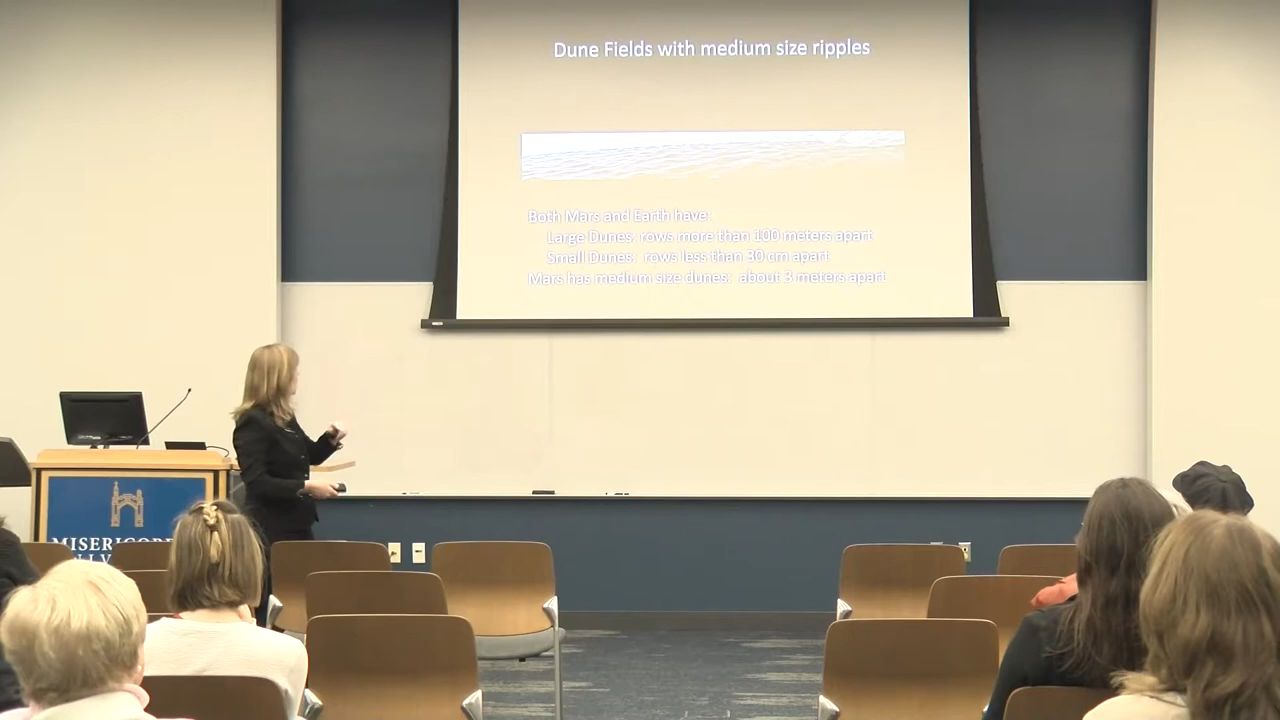 Dune Fields with medium size ripples
Both Mars and Earth have:
Large Dunes: rows more than 100 meters apart
Small Dunes: rows less than 30 cm apart
Mars has medium size dunes: about 3 meters apart